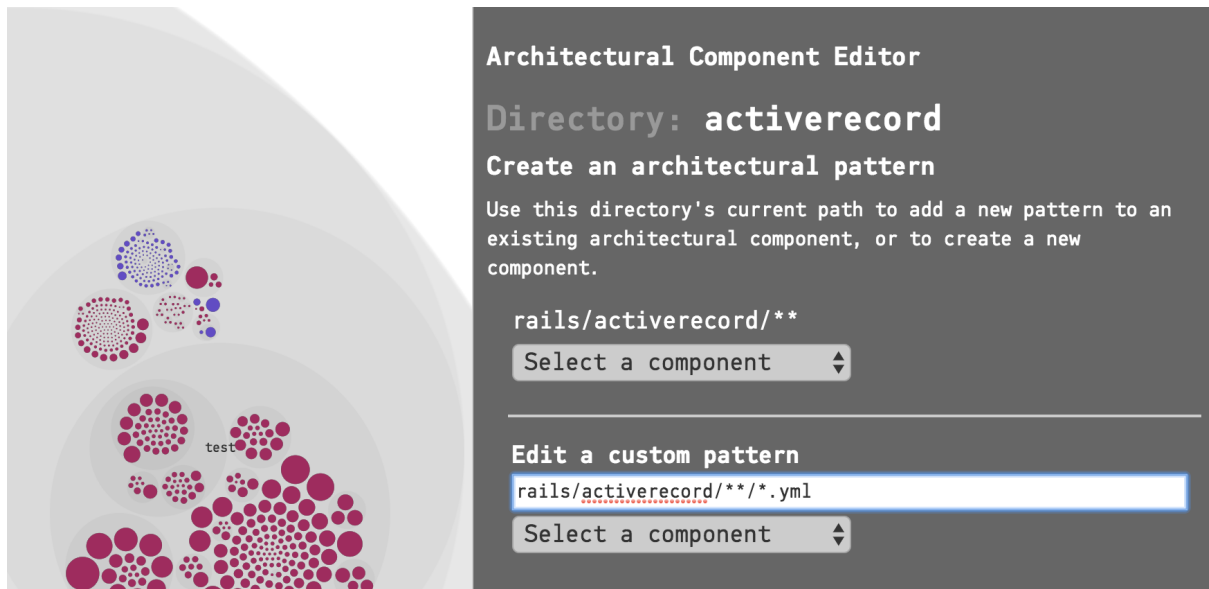 Architectural Component Editor
Directory: activerecord
Create an architectural pattern
Use this directory's current path to add a new pattern to an
existing architectural component, or to create a new
component.
rails/activerecord/**
Select a component
test
Edit a custom pattern
rails/activerecord/**/*.yml
Select a component